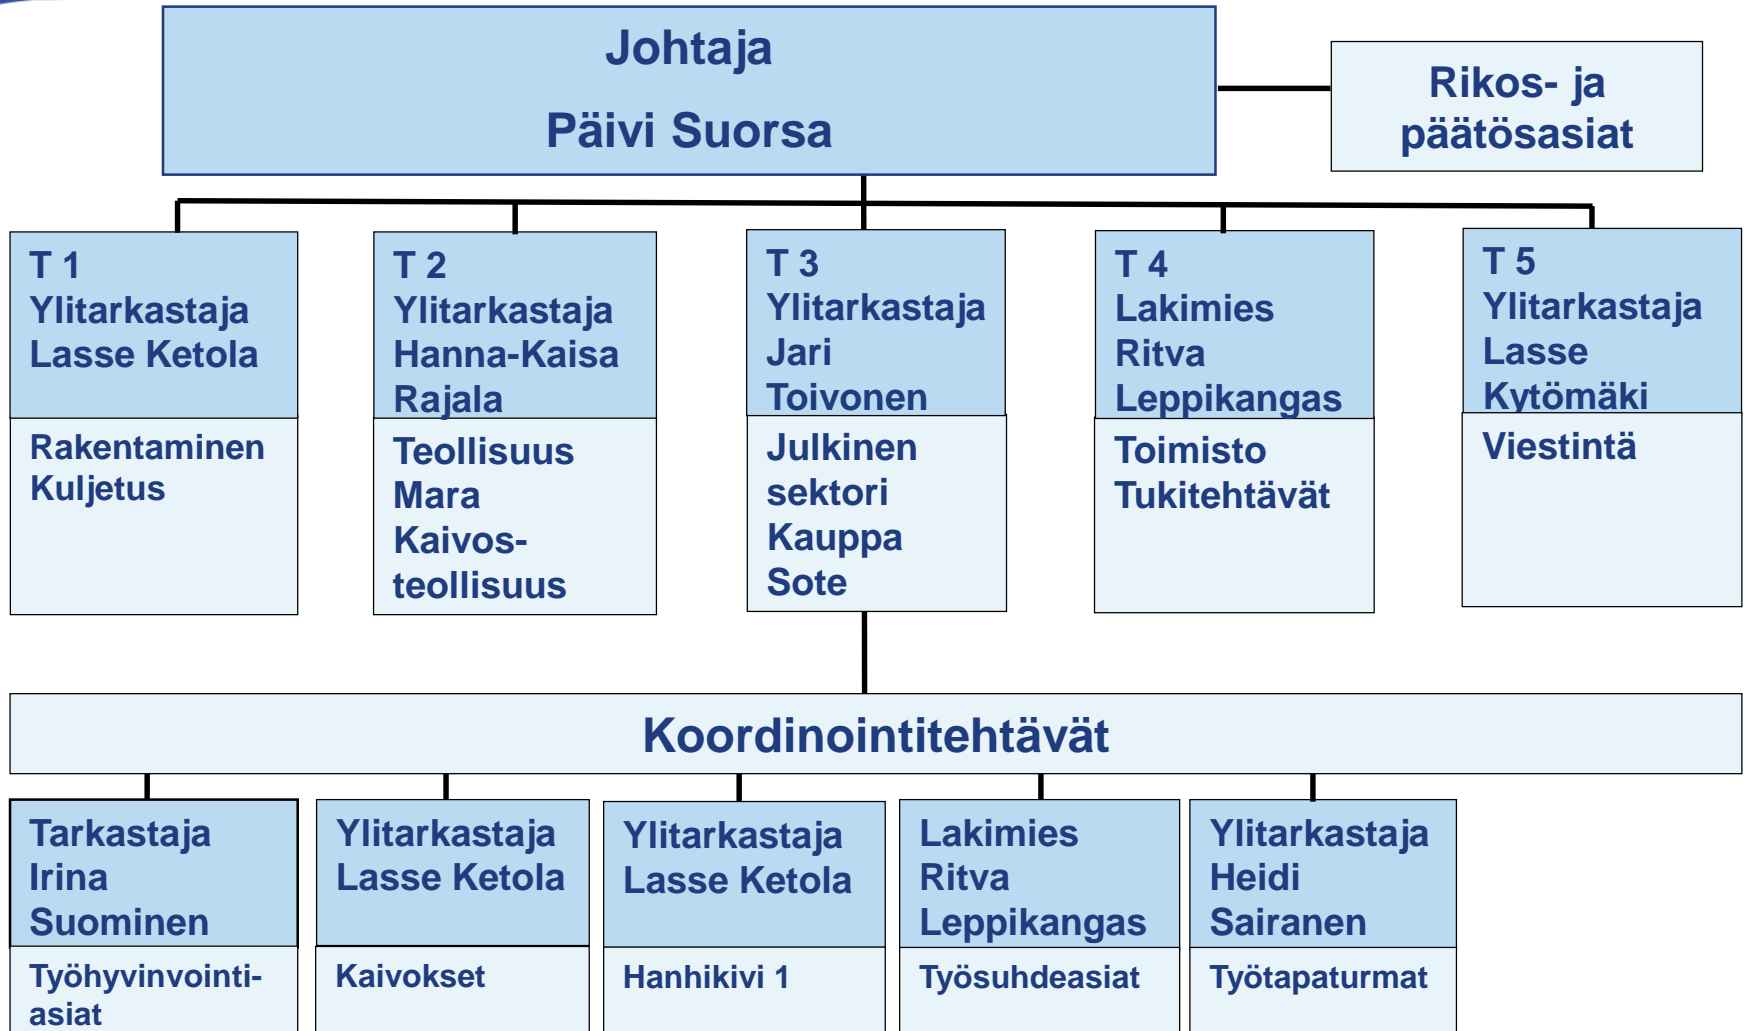 Johtaja
Päivi Suorsa
Rikos- ja
päätösasiat
T 1
Ylitarkastaja
Lasse Ketola
Rakentaminen
Kuljetus
T 2
Ylitarkastaja
Hanna-Kaisa
Rajala
Teollisuus
Mara
Kaivos-
teollisuus
T 3
Ylitarkastaja
Jari
Toivonen
Julkinen
sektori
Kauppa
Sote
T 4
Lakimies
Ritva
Leppikangas
Toimisto
Tukitehtävät
T 5
Ylitarkastaja
Lasse
Kytömäki
Viestintä
Koordinointitehtävät
Tarkastaja
Irina
Suominen
Työhyvinvointi-
asiat
Ylitarkastaja
Lasse Ketola
Kaivokset
Ylitarkastaja
Lasse Ketola
Hanhikivi 1
Lakimies
Ritva
Leppikangas
Työsuhdeasiat
Ylitarkastaja
Heidi
Sairanen
Työtapaturmat